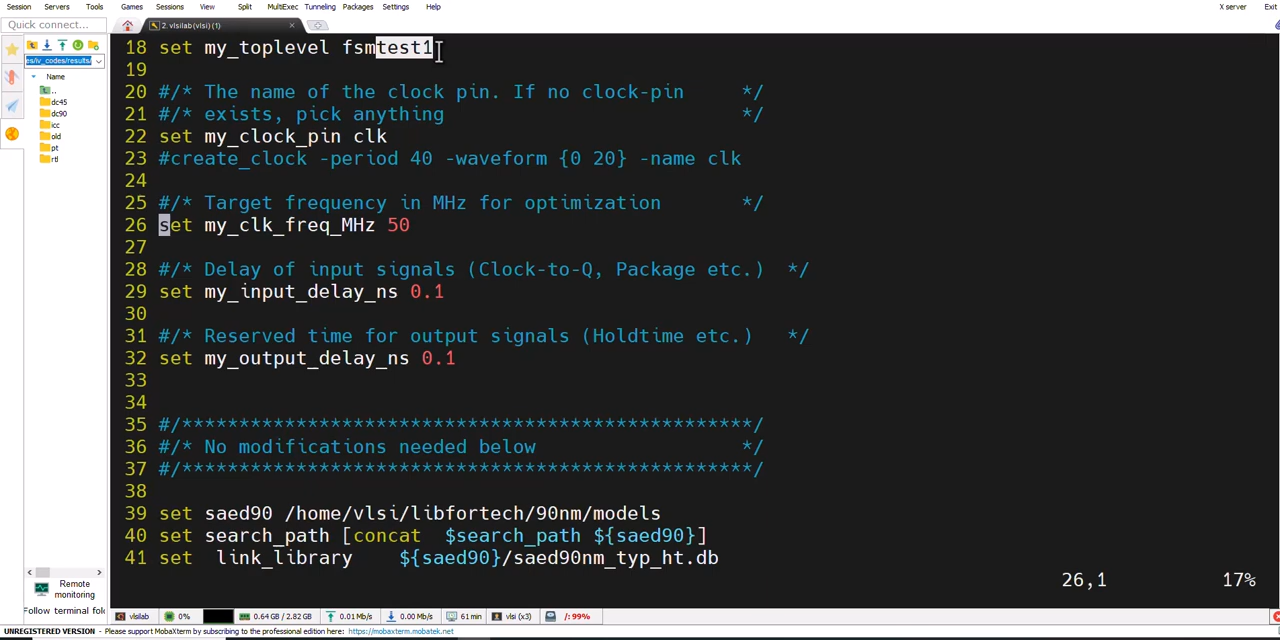 Session Servers Tools Games Sessions View Split MultiExec Tunneling Packages Settings Help X server Exit
Quick connect... 2. vlsilab(vlsi) (1)
es/iv_codes/results/
Name
..
dc45
dc90
icc
old
pt
rtl
18 set my_toplevel fsmtest1
19
20 #/* The name of the clock pin. If no clock-pin */
21 #/* exists, pick anything */
22 set my_clock_pin clk
23 #create_clock -period 40 -waveform {0 20} -name clk
24
25 #/* Target frequency in MHz for optimization */
26 set my_clk_freq_MHz 50
27
28 #/* Delay of input signals (Clock-to-Q, Package etc.) */
29 set my_input_delay_ns 0.1
30
31 #/* Reserved time for output signals (Holdtime etc.) */
32 set my_output_delay_ns 0.1
33
34
35 #/**************************************************/
36 #/* No modifications needed below */
37 #/**************************************************/
38
39 set saed90 /home/vlsi/libfortech/90nm/models
40 set search_path [concat $search_path ${saed90}]
41 set link_library ${saed90}/saed90nm_typ_ht.db
26,1 17%
Remote monitoring
Follow terminal fol
vlsilab 0% 0.64 GB / 2.82 GB 0.01 Mb/s 0.00 Mb/s 61 min vlsi (x3) /: 99%
UNREGISTERED VERSION - Please support MobaXterm by subscribing to the professional edition here: https://mobaxterm.mobatek.net